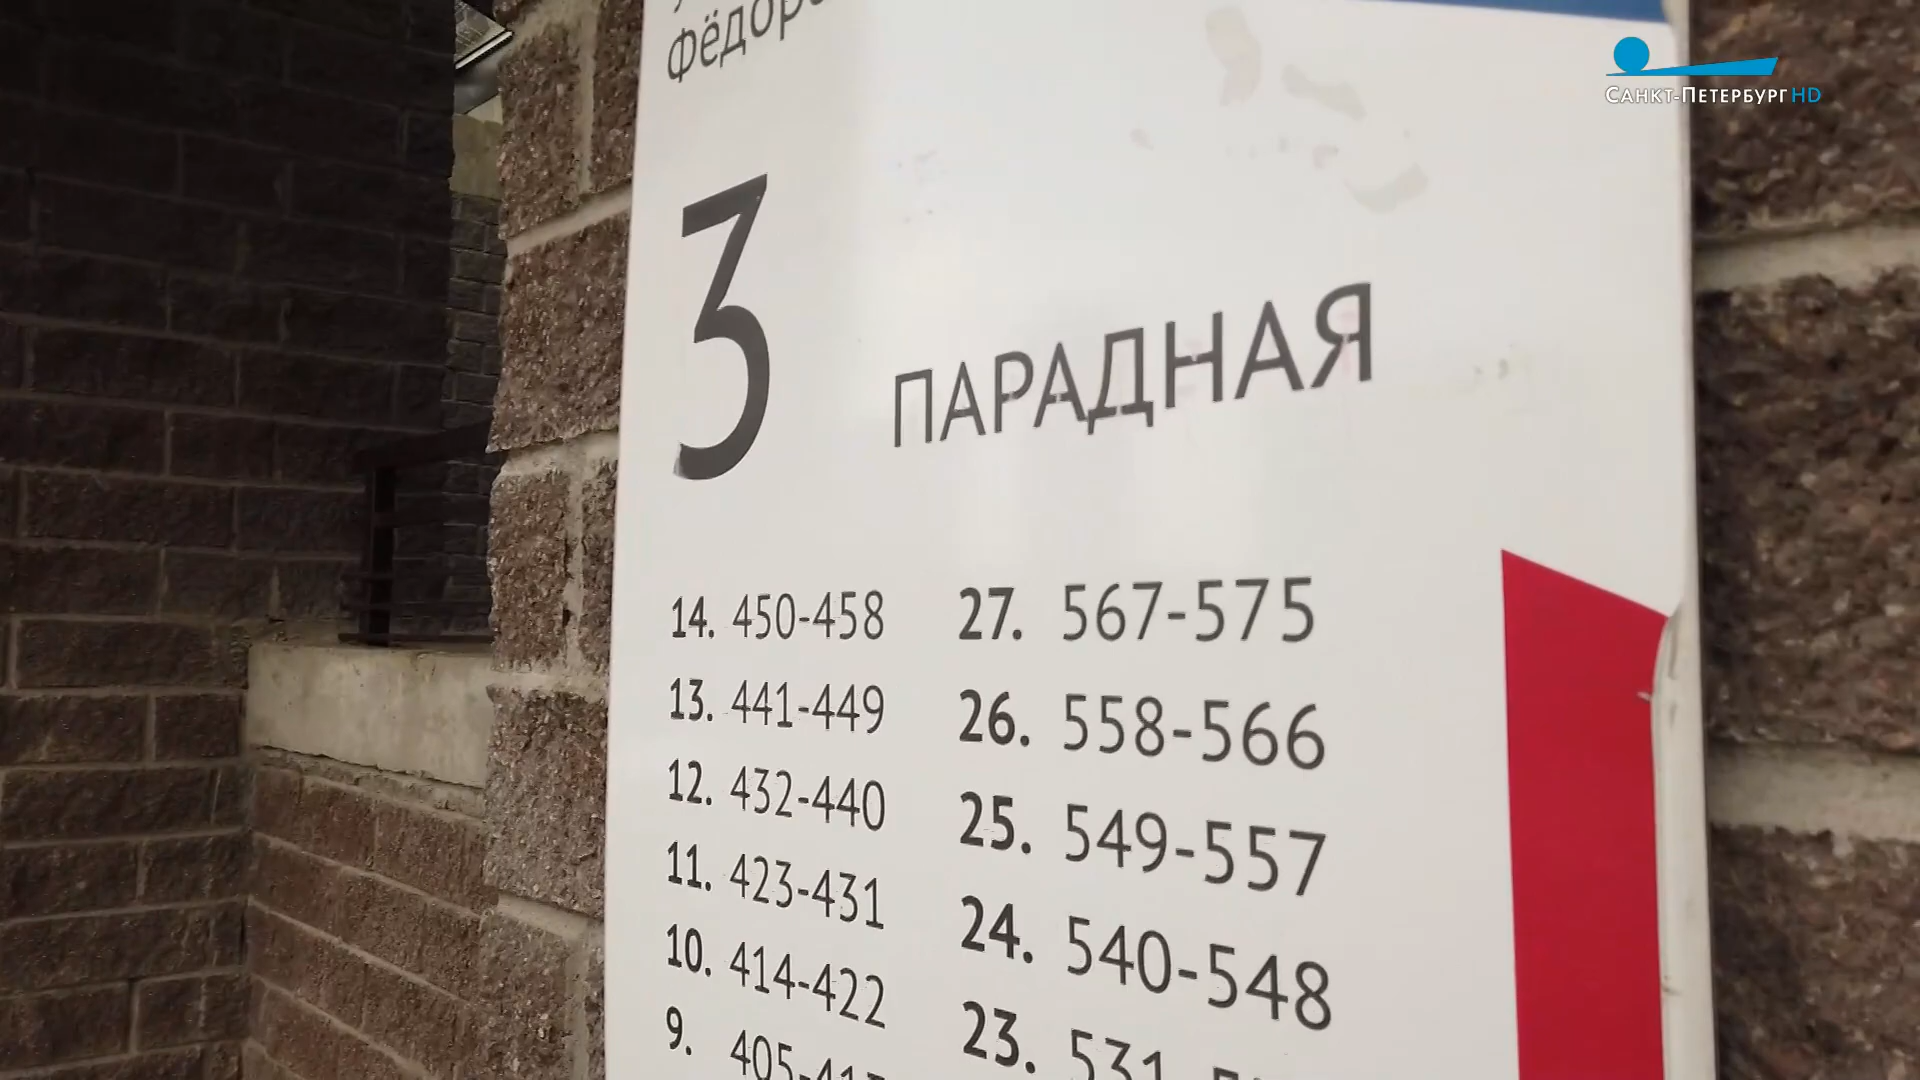 САНКТ-ПЕТЕРБУРГ HD
3 ПАРАДНАЯ
14. 450-458 27. 567-575
13. 441-449 26. 558-566
12. 432-440 25. 549-557
11. 423-431 24. 540-548
10. 414-422 23.
9.